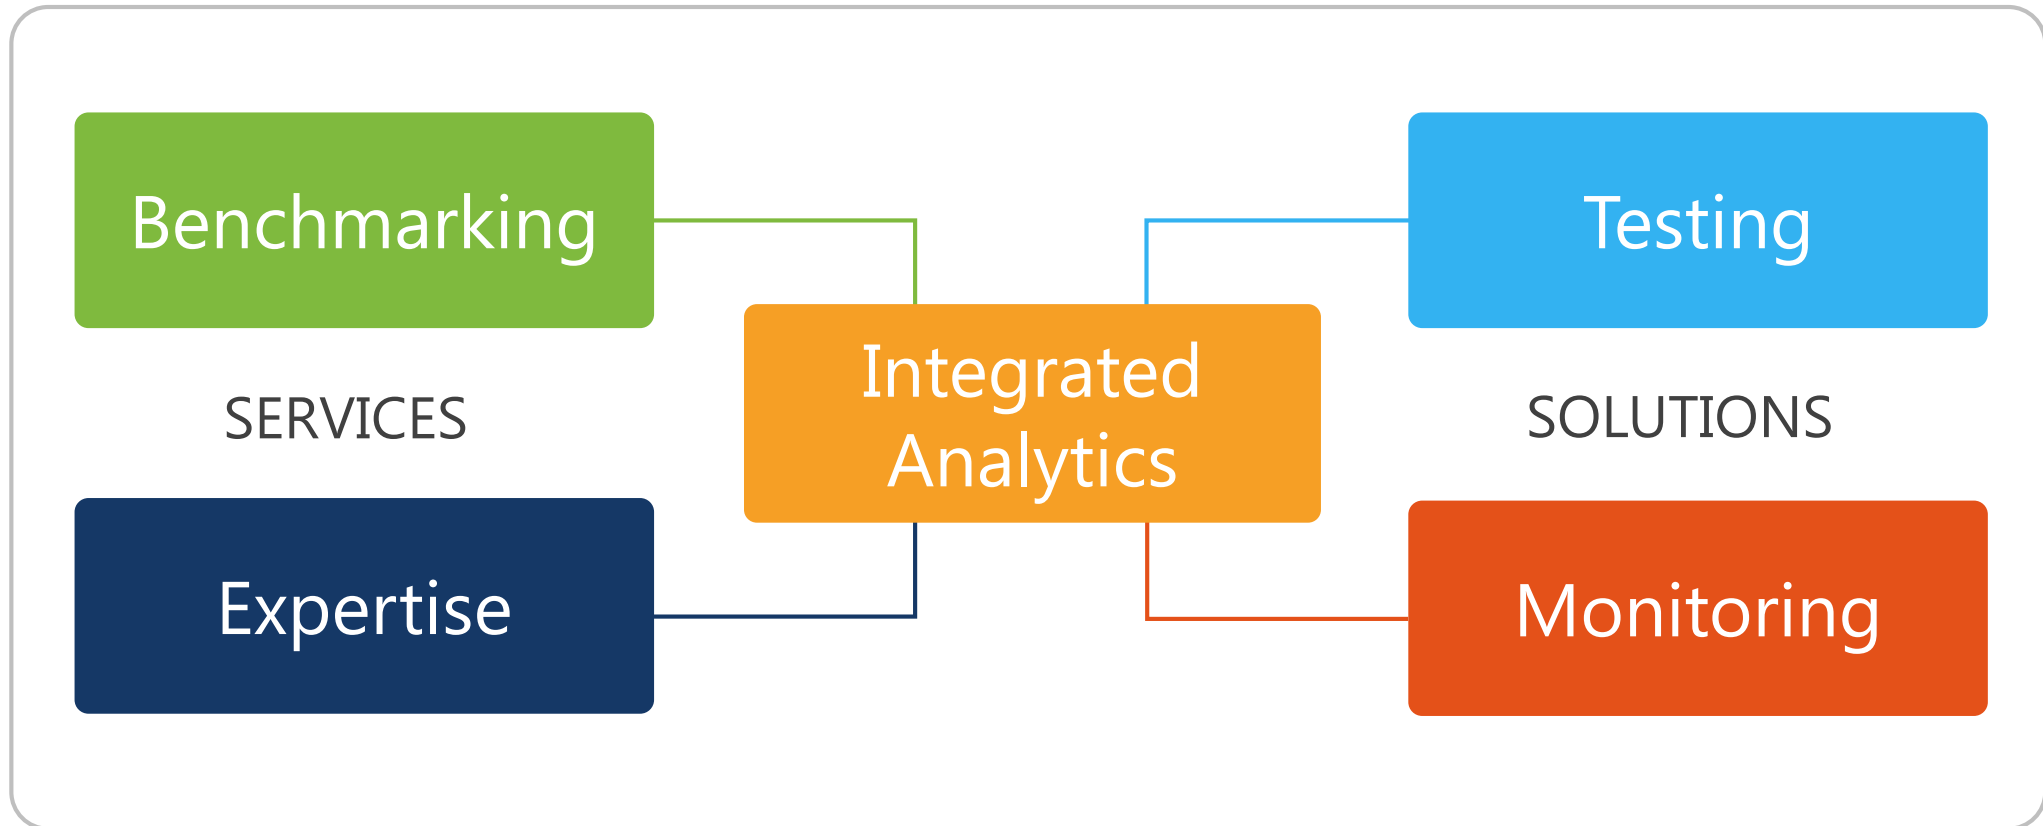 Benchmarking
SERVICES
Expertise
Integrated
Analytics
Testing
SOLUTIONS
Monitoring